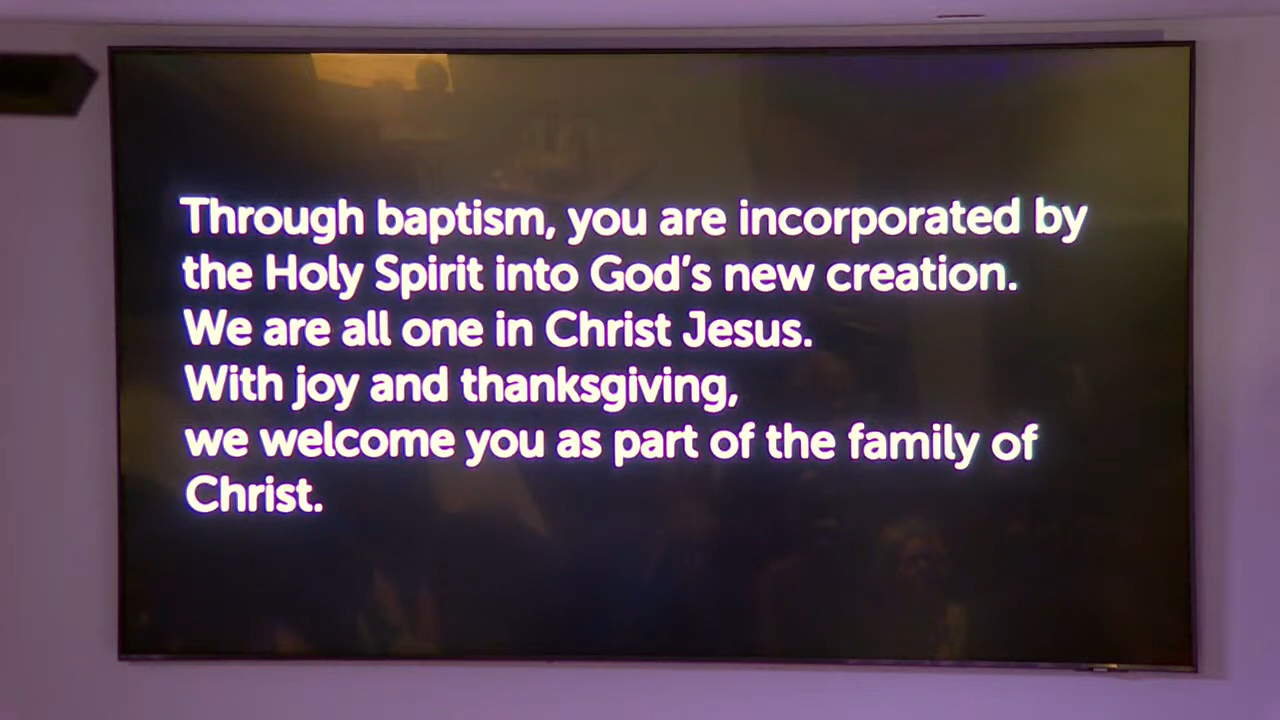 Through baptism, you are incorporated by
the Holy Spirit into God's new creation.
We are all one in Christ Jesus.
With joy and thanksgiving,
we welcome you as part of the family of
Christ.